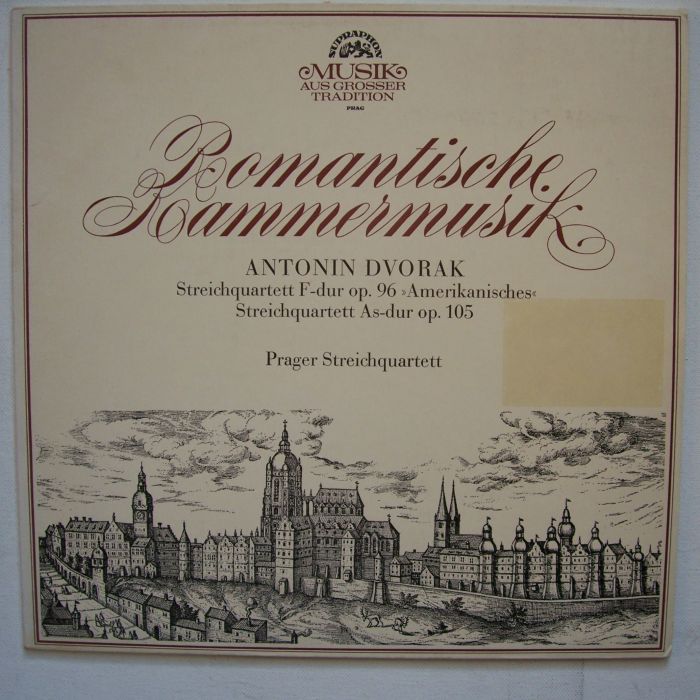 SUPRAPHON
MUSIK
AUS GROSSER
TRADITION
PRAG
Romantische
Kammermusik
ANTONIN DVORAK
Streichquartett F-dur op. 96 »Amerikanisches«
Streichquartett As-dur op. 105
Prager Streichquartett